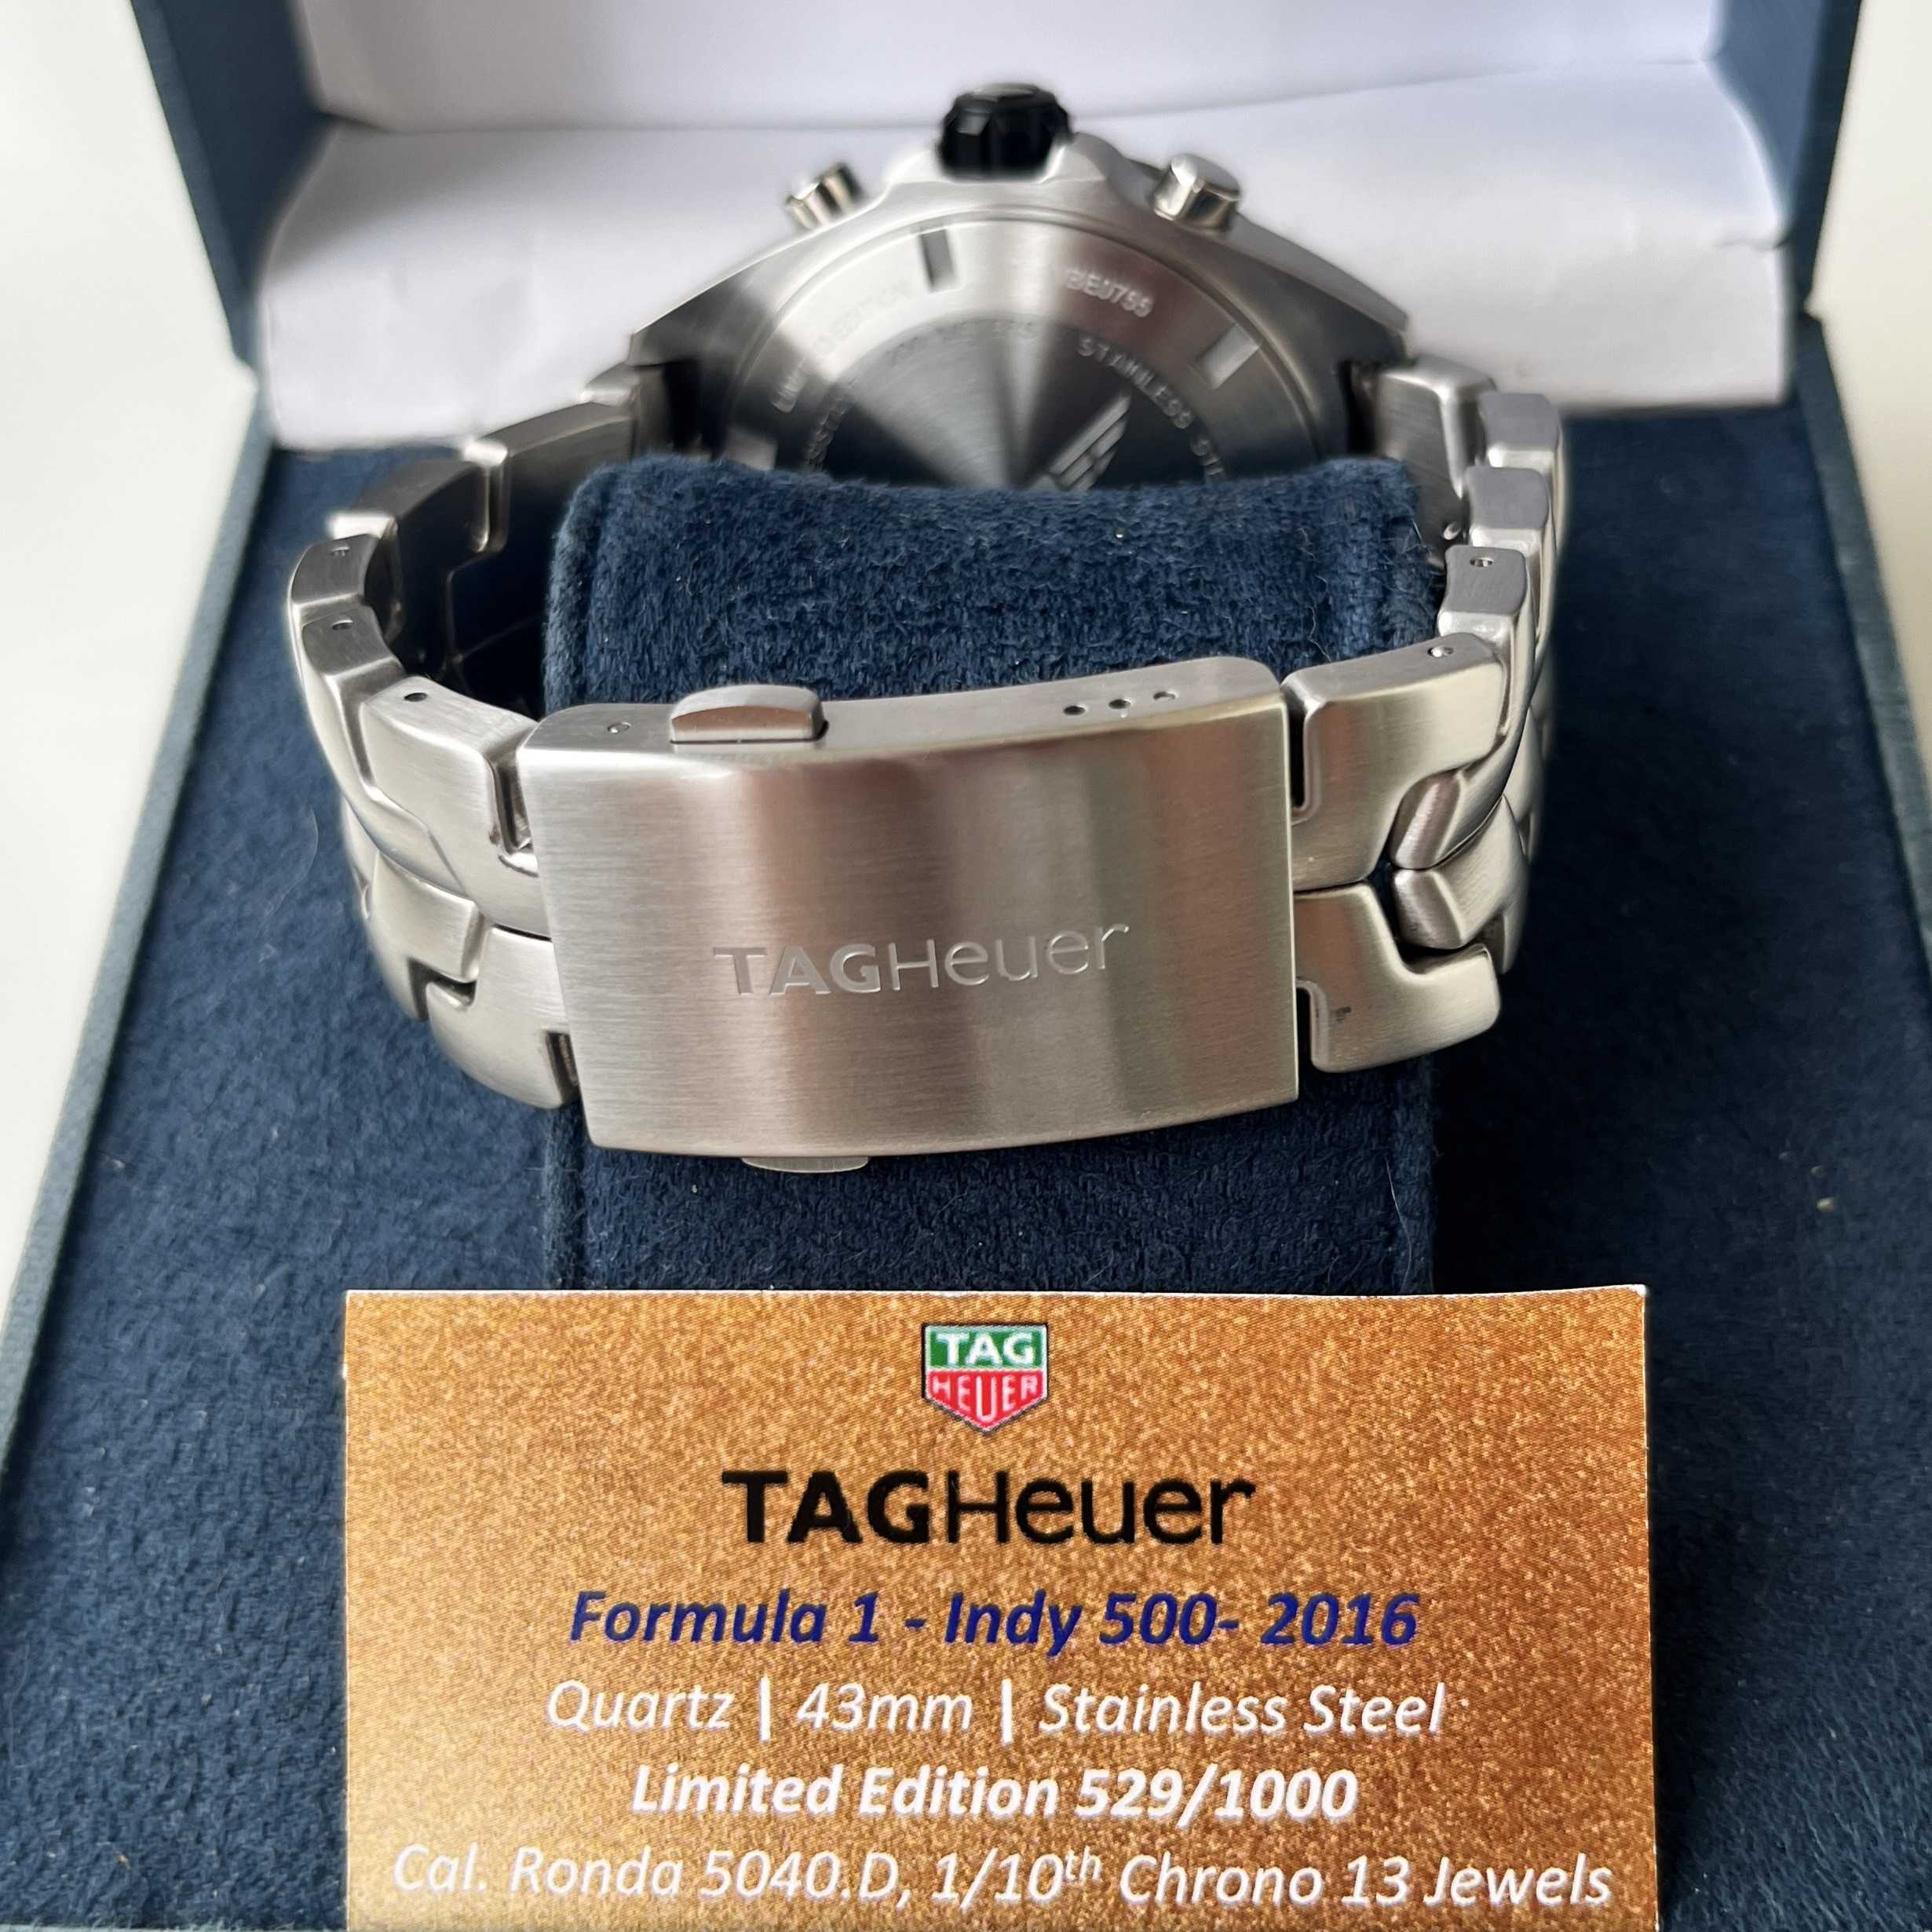 BEJ755
STAINLESS
TAGHeuer
TAG
HEUER
TAGHeuer
Formula 1 - Indy 500- 2016
Quartz | 43mm | Stainless Steel
Limited Edition 529/1000
Cal. Ronda 5040.D, 1/10th Chrono 13 Jewels